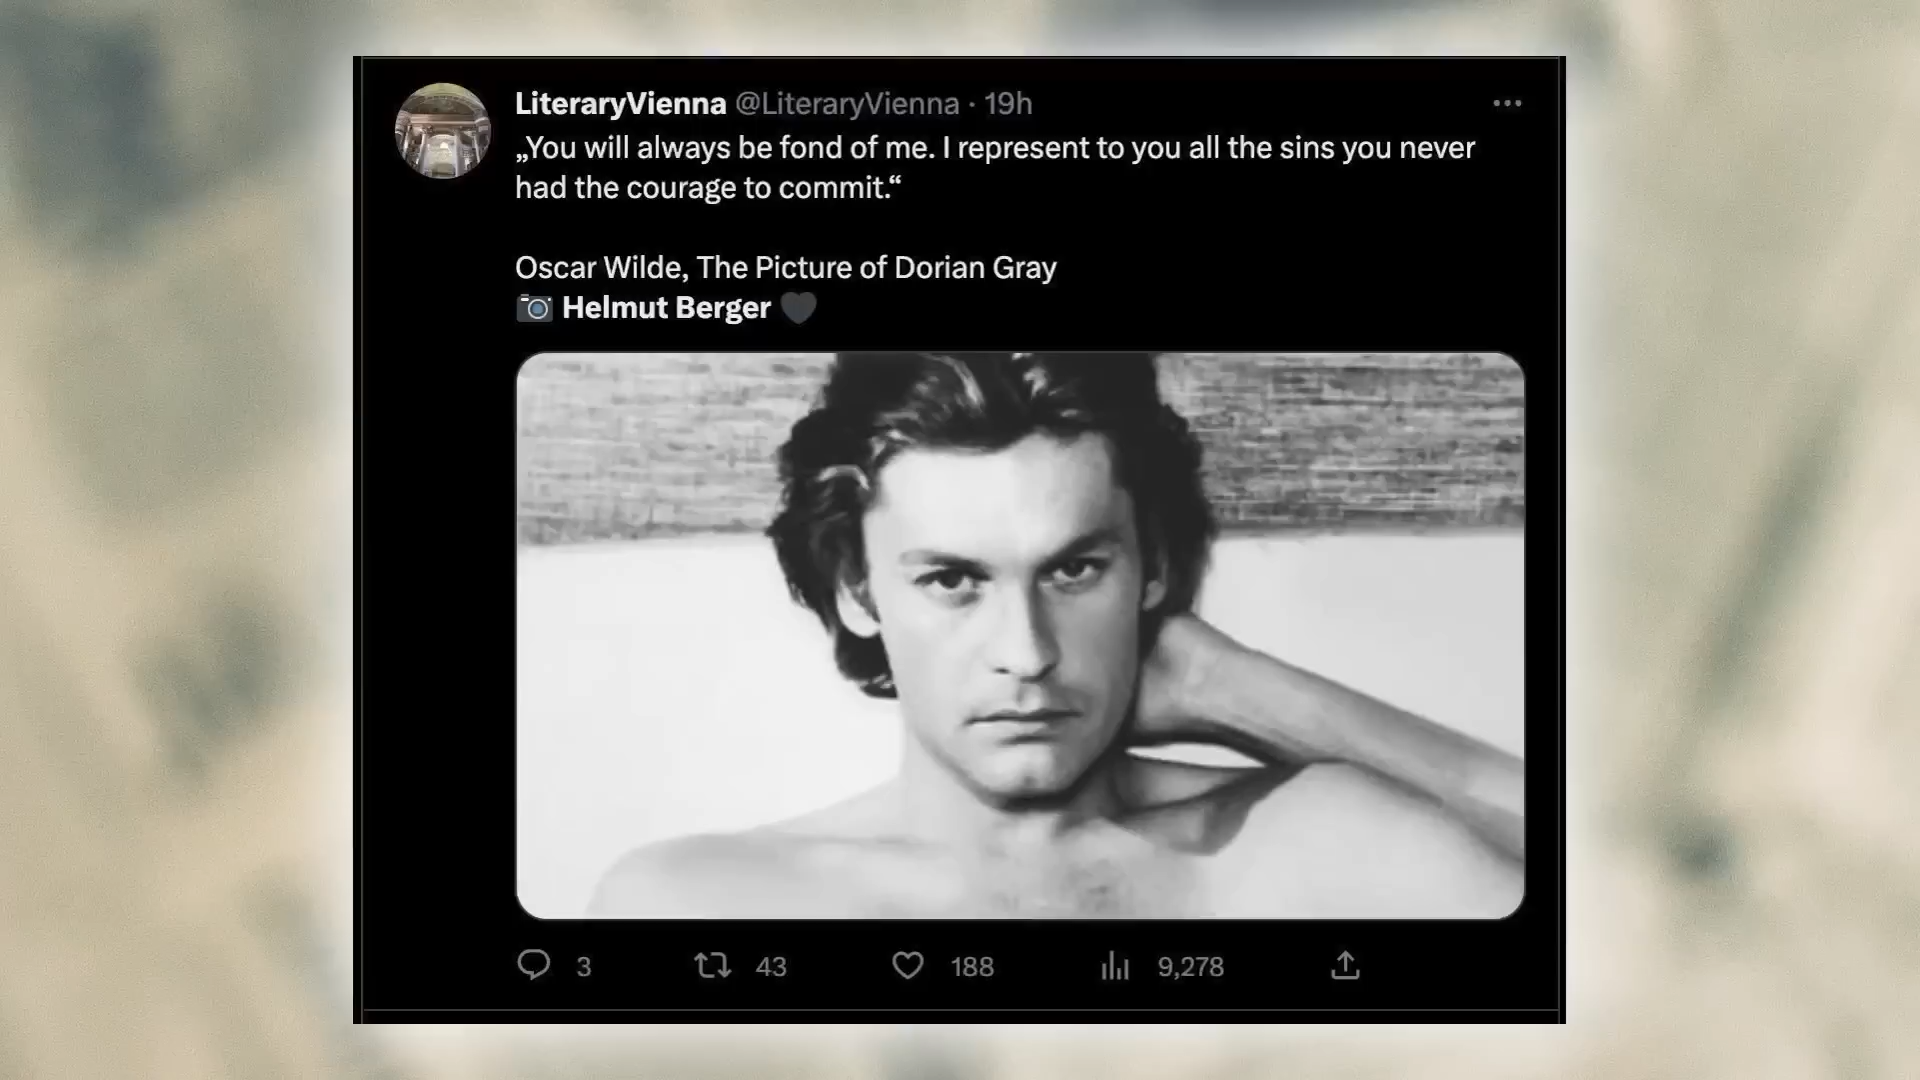 LiteraryVienna @LiteraryVienna · 19h
„You will always be fond of me. I represent to you all the sins you never
had the courage to commit.“
Oscar Wilde, The Picture of Dorian Gray
📷 Helmut Berger 🖤
3 43 188 9,278